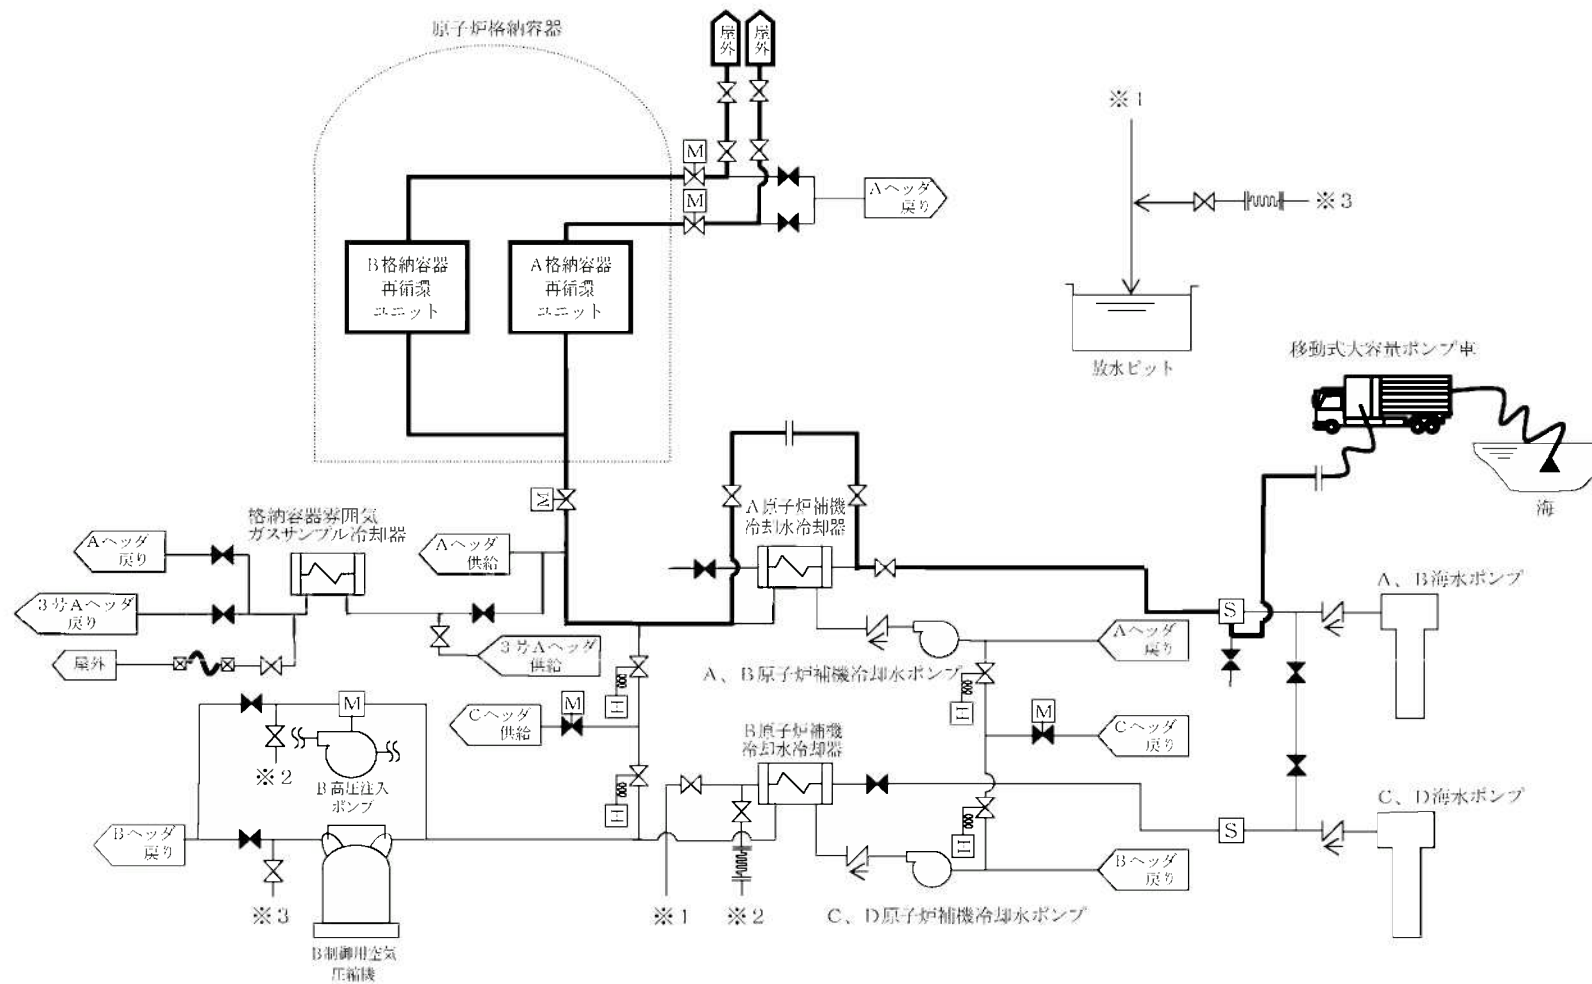 原子炉格納容器
屋外
屋外
※1
M
M
Aヘッダ
戻り
※3
B格納容器
再循環
ユニット
A格納容器
再循環
ユニット
放水ピット
移動式大容量ポンプ車
海
M
格納容器雰囲気
ガスサンプル冷却器
Aヘッダ
戻り
Aヘッダ
供給
A原子炉補機
冷却水冷却器
A、B海水ポンプ
3号Aヘッダ
戻り
S
屋外
3号Aヘッダ
供給
Aヘッダ
戻り
A、B原子炉補機冷却水ポンプ
H
H
M
Cヘッダ
供給
M
M
Cヘッダ
戻り
B原子炉補機
冷却水冷却器
※2
B高圧注入
ポンプ
H
H
C、D海水ポンプ
S
Bヘッダ
戻り
Bヘッダ
戻り
※3
※1
※2
C、D原子炉補機冷却水ポンプ
B制御用空気
圧縮機